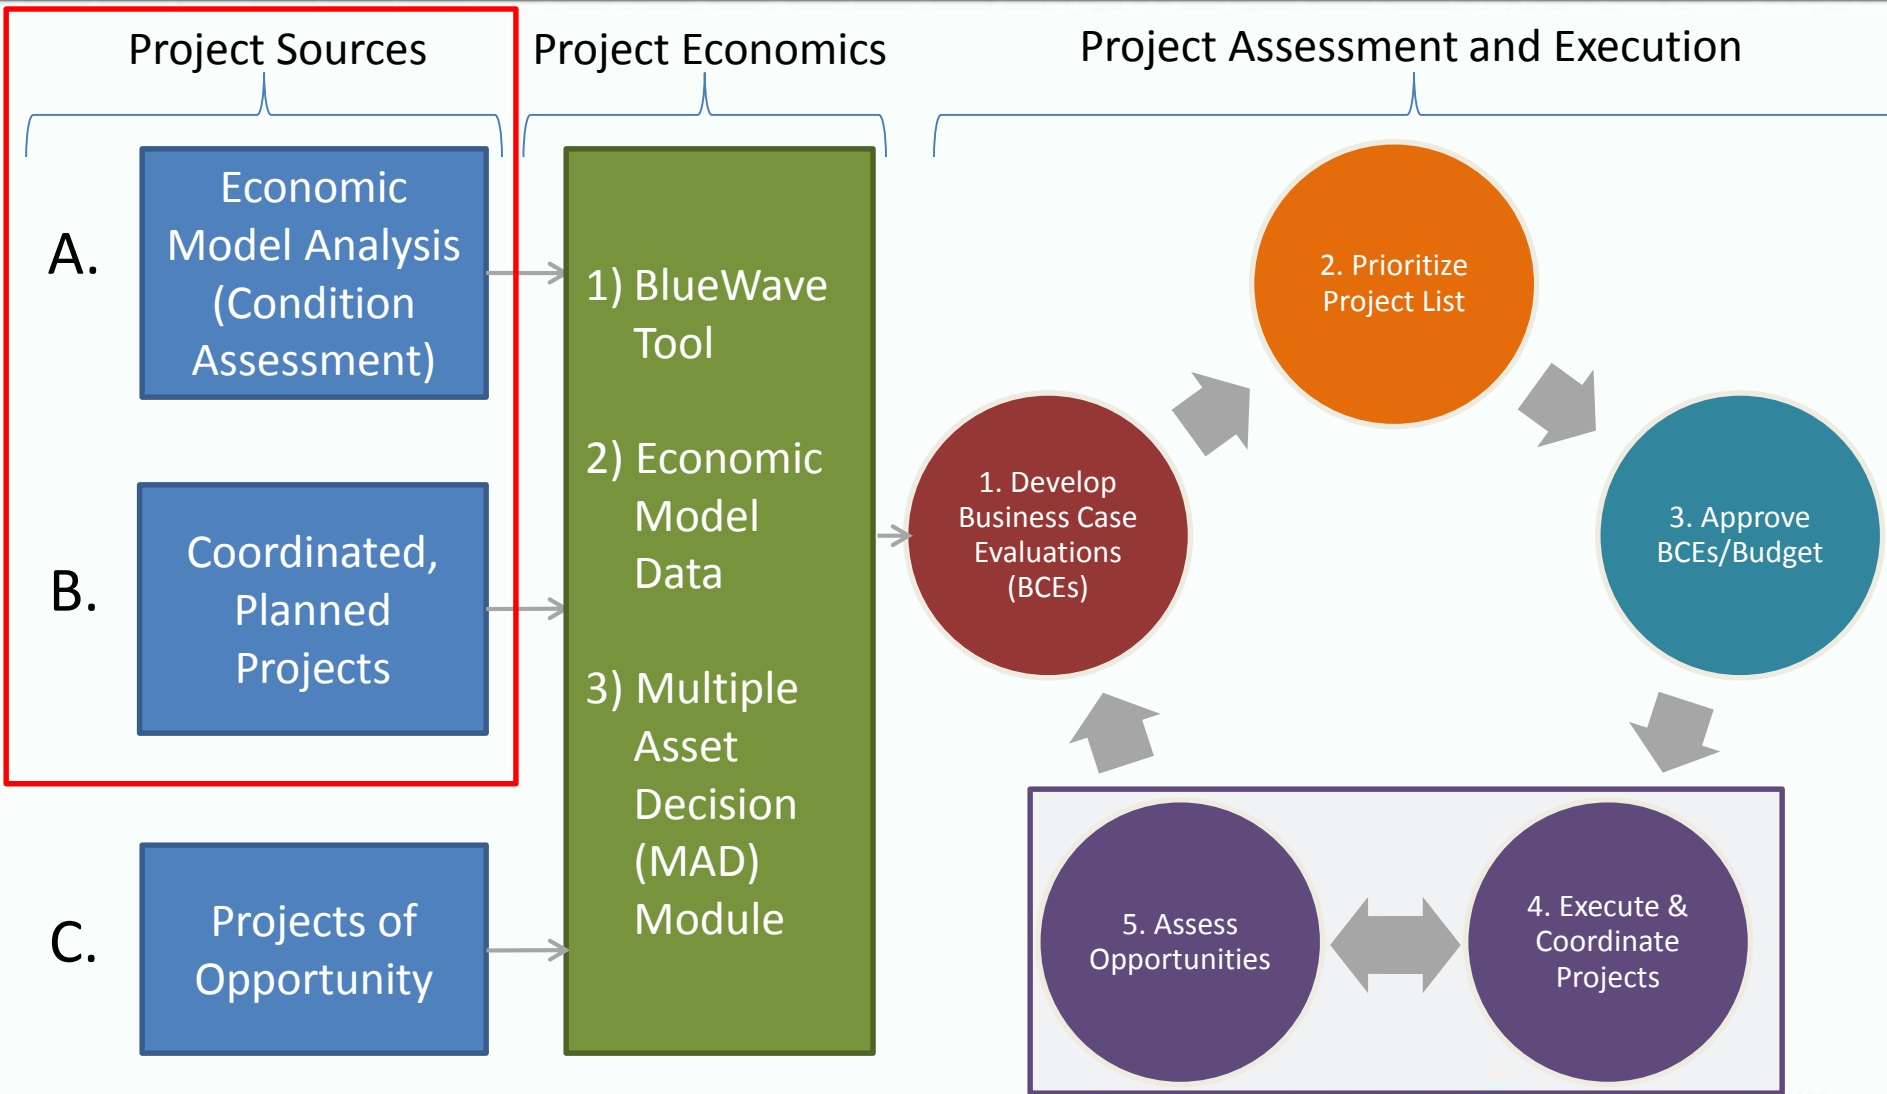 Project Sources
Project Economics
Project Assessment and Execution
A.
Economic
Model Analysis
(Condition
Assessment)
B.
Coordinated,
Planned
Projects
C.
Projects of
Opportunity
1) BlueWave
Tool
2) Economic
Model
Data
3) Multiple
Asset
Decision
(MAD)
Module
1. Develop
Business Case
Evaluations
(BCEs)
2. Prioritize
Project List
3. Approve
BCEs/Budget
4. Execute &
Coordinate
Projects
5. Assess
Opportunities